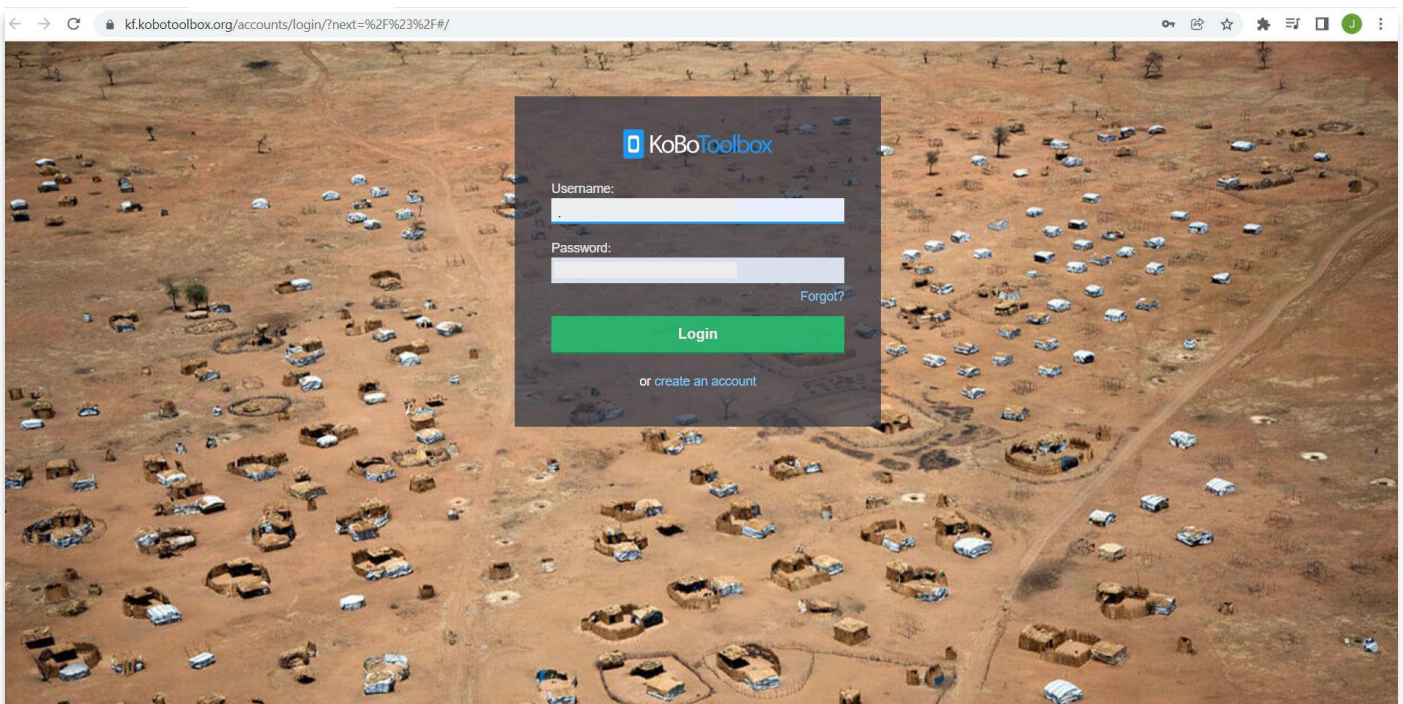 kf.kobotoolbox.org/accounts/login/?next=%2F%23%2F#/
J
KoBoToolbox
Username:
.
Password:
Forgot?
Login
or create an account